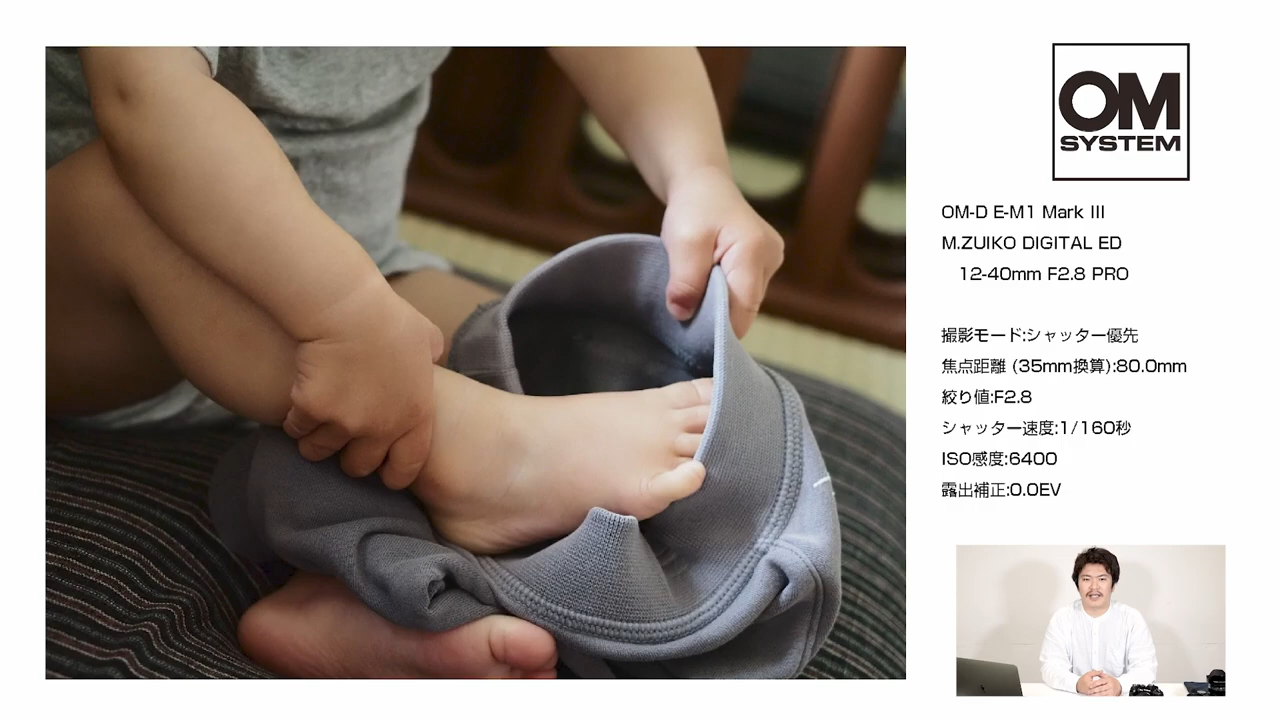 OM
SYSTEM
OM-D E-M1 Mark III
M.ZUIKO DIGITAL ED
12-40mm F2.8 PRO
撮影モード:シャッター優先
焦点距離 (35mm換算):80.0mm
絞り値:F2.8
シャッター速度:1/160秒
ISO感度:6400
露出補正:0.0EV